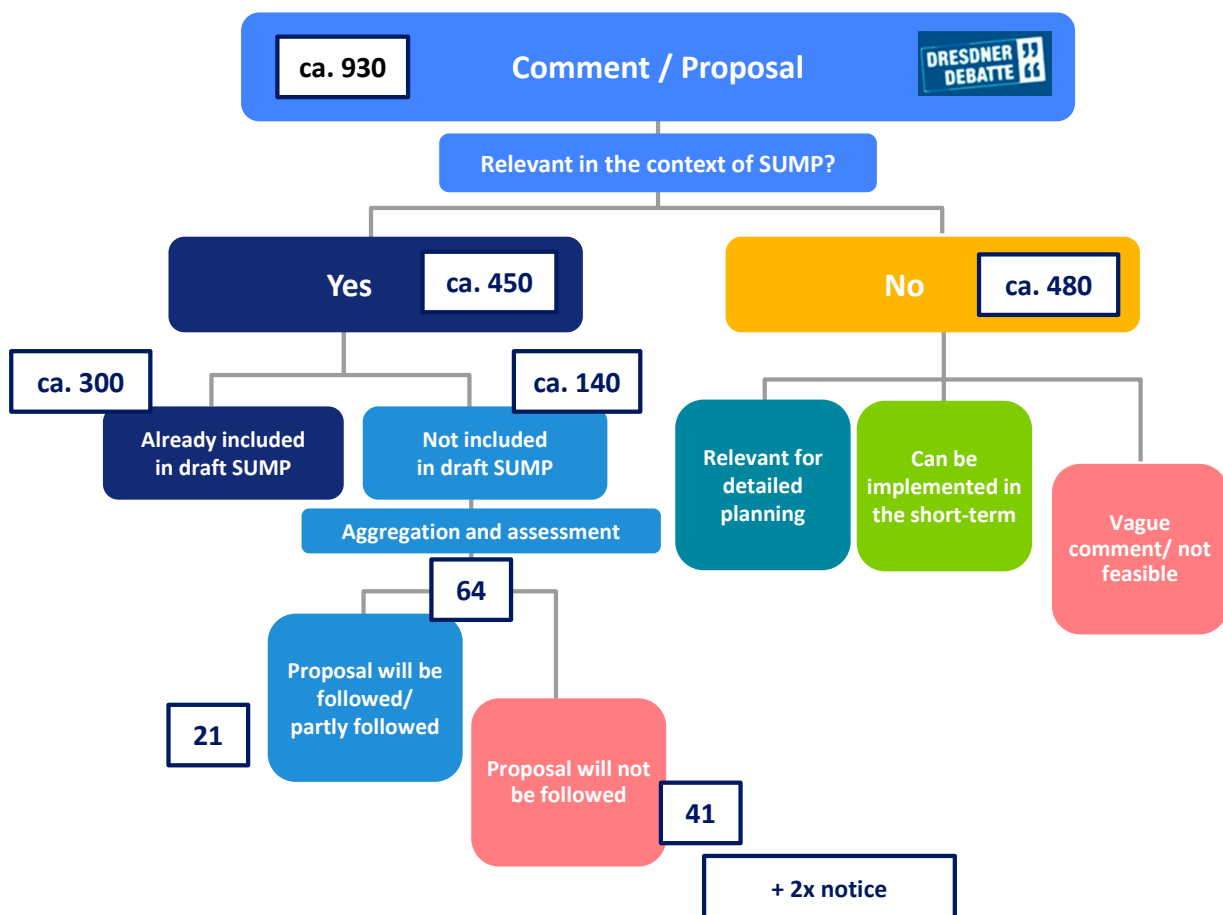 ca. 930
Comment / Proposal
DRESDNER
DEBATTE
Relevant in the context of SUMP?
Yes
ca. 450
No
ca. 480
ca. 300
ca. 140
Already included
in draft SUMP
Not included
in draft SUMP
Relevant for
detailed
planning
Can be
implemented in
the short-term
Vague
comment/ not
feasible
Aggregation and assessment
64
Proposal will be
followed/
partly followed
21
Proposal will not
be followed
41
+ 2x notice